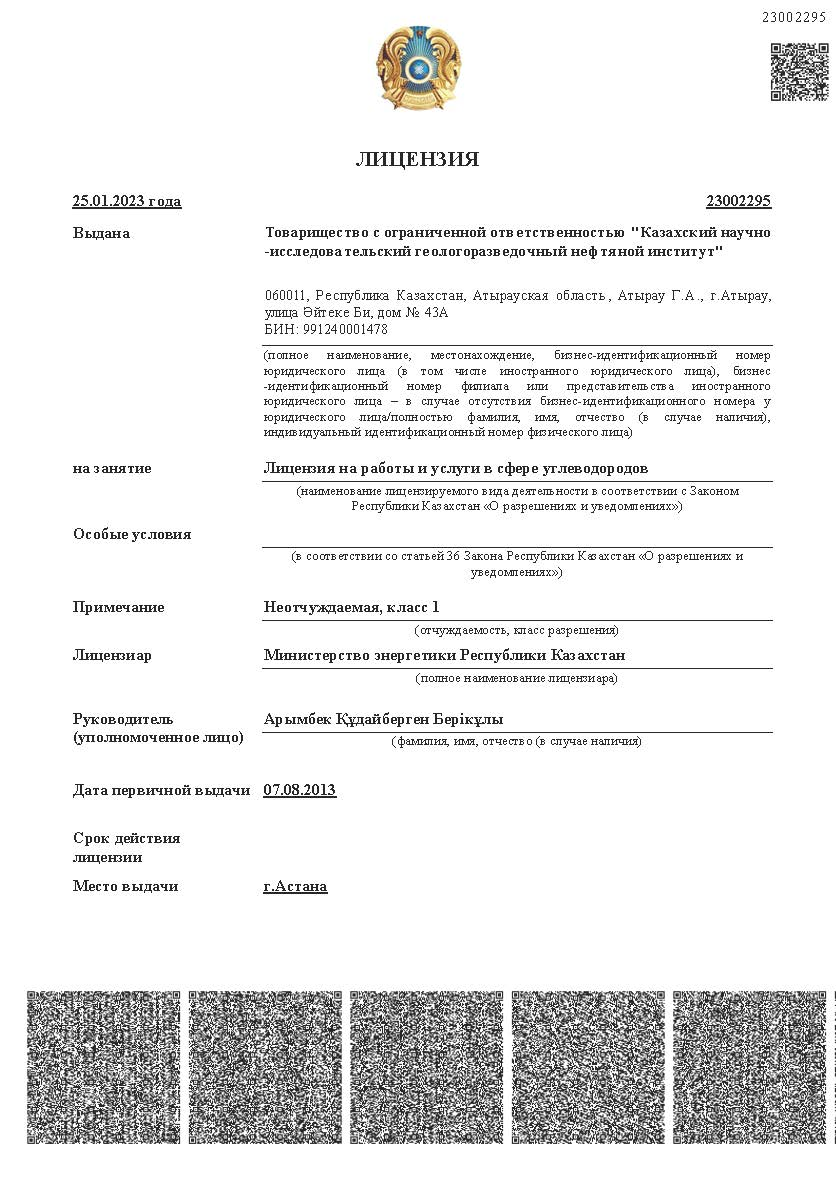 23002295
ЛИЦЕНЗИЯ
25.01.2023 года 23002295
Выдана Товарищество с ограниченной ответственностью "Казахский научно
-исследовательский геологоразведочный нефтяной институт"
060011, Республика Казахстан, Атырауская область, Атырау Г.А., г.Атырау,
улица Әйтеке Би, дом № 43А
БИН: 991240001478
(полное наименование, местонахождение, бизнес-идентификационный номер
юридического лица (в том числе иностранного юридического лица), бизнес
-идентификационный номер филиала или представительства иностранного
юридического лица – в случае отсутствия бизнес-идентификационного номера у
юридического лица/полностью фамилия, имя, отчество (в случае наличия),
индивидуальный идентификационный номер физического лица)
на занятие Лицензия на работы и услуги в сфере углеводородов
(наименование лицензируемого вида деятельности в соответствии с Законом
Республики Казахстан «О разрешениях и уведомлениях»)
Особые условия
(в соответствии со статьей 36 Закона Республики Казахстан «О разрешениях и
уведомлениях»)
Примечание Неотчуждаемая, класс 1
(отчуждаемость, класс разрешения)
Лицензиар Министерство энергетики Республики Казахстан
(полное наименование лицензиара)
Руководитель Арымбек Құдайберген Берікұлы
(уполномоченное лицо) (фамилия, имя, отчество (в случае наличия)
Дата первичной выдачи 07.08.2013
Срок действия
лицензии
Место выдачи г.Астана